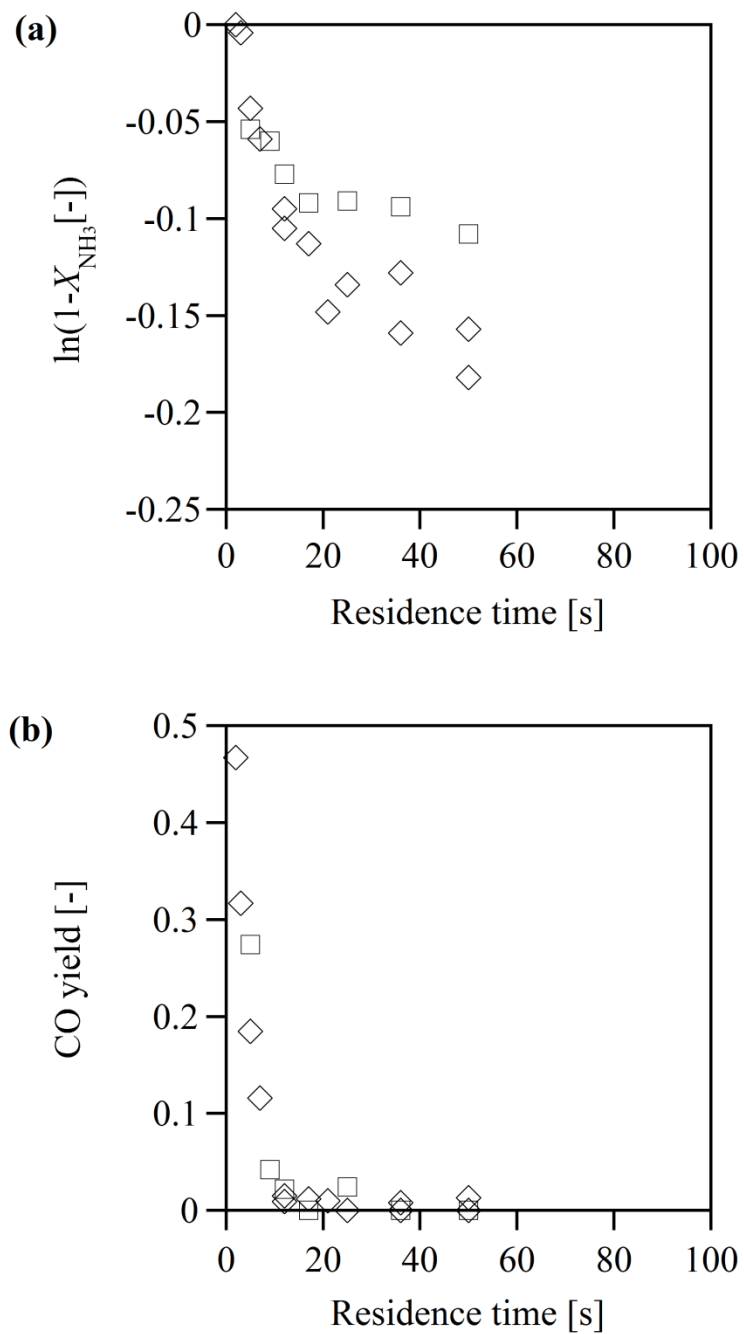 (a)
0
-0.05
-0.1
-0.15
-0.2
-0.25
ln(1-X_NH₃[-])
0 20 40 60 80 100
Residence time [s]
(b)
0.5
0.4
0.3
0.2
0.1
0
CO yield [-]
0 20 40 60 80 100
Residence time [s]